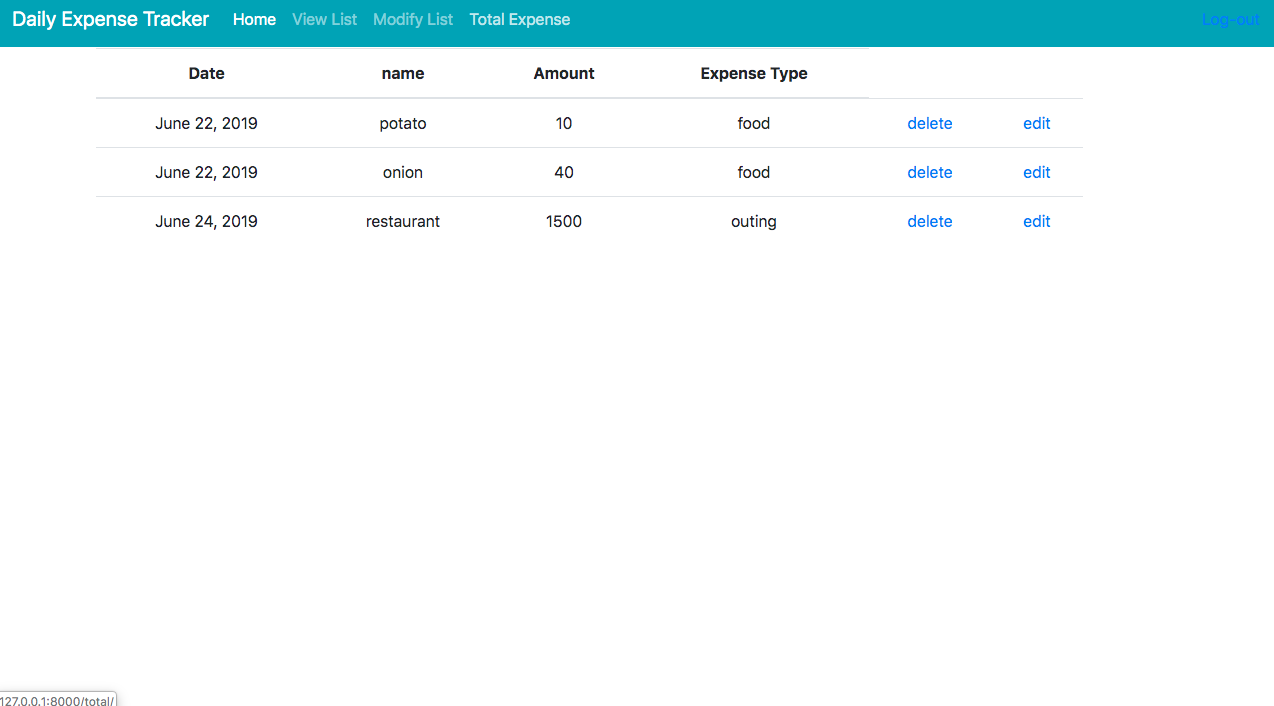 Daily Expense Tracker Home View List Modify List Total Expense Log-out
Date name Amount Expense Type
June 22, 2019 potato 10 food delete edit
June 22, 2019 onion 40 food delete edit
June 24, 2019 restaurant 1500 outing delete edit
127.0.0.1:8000/total/